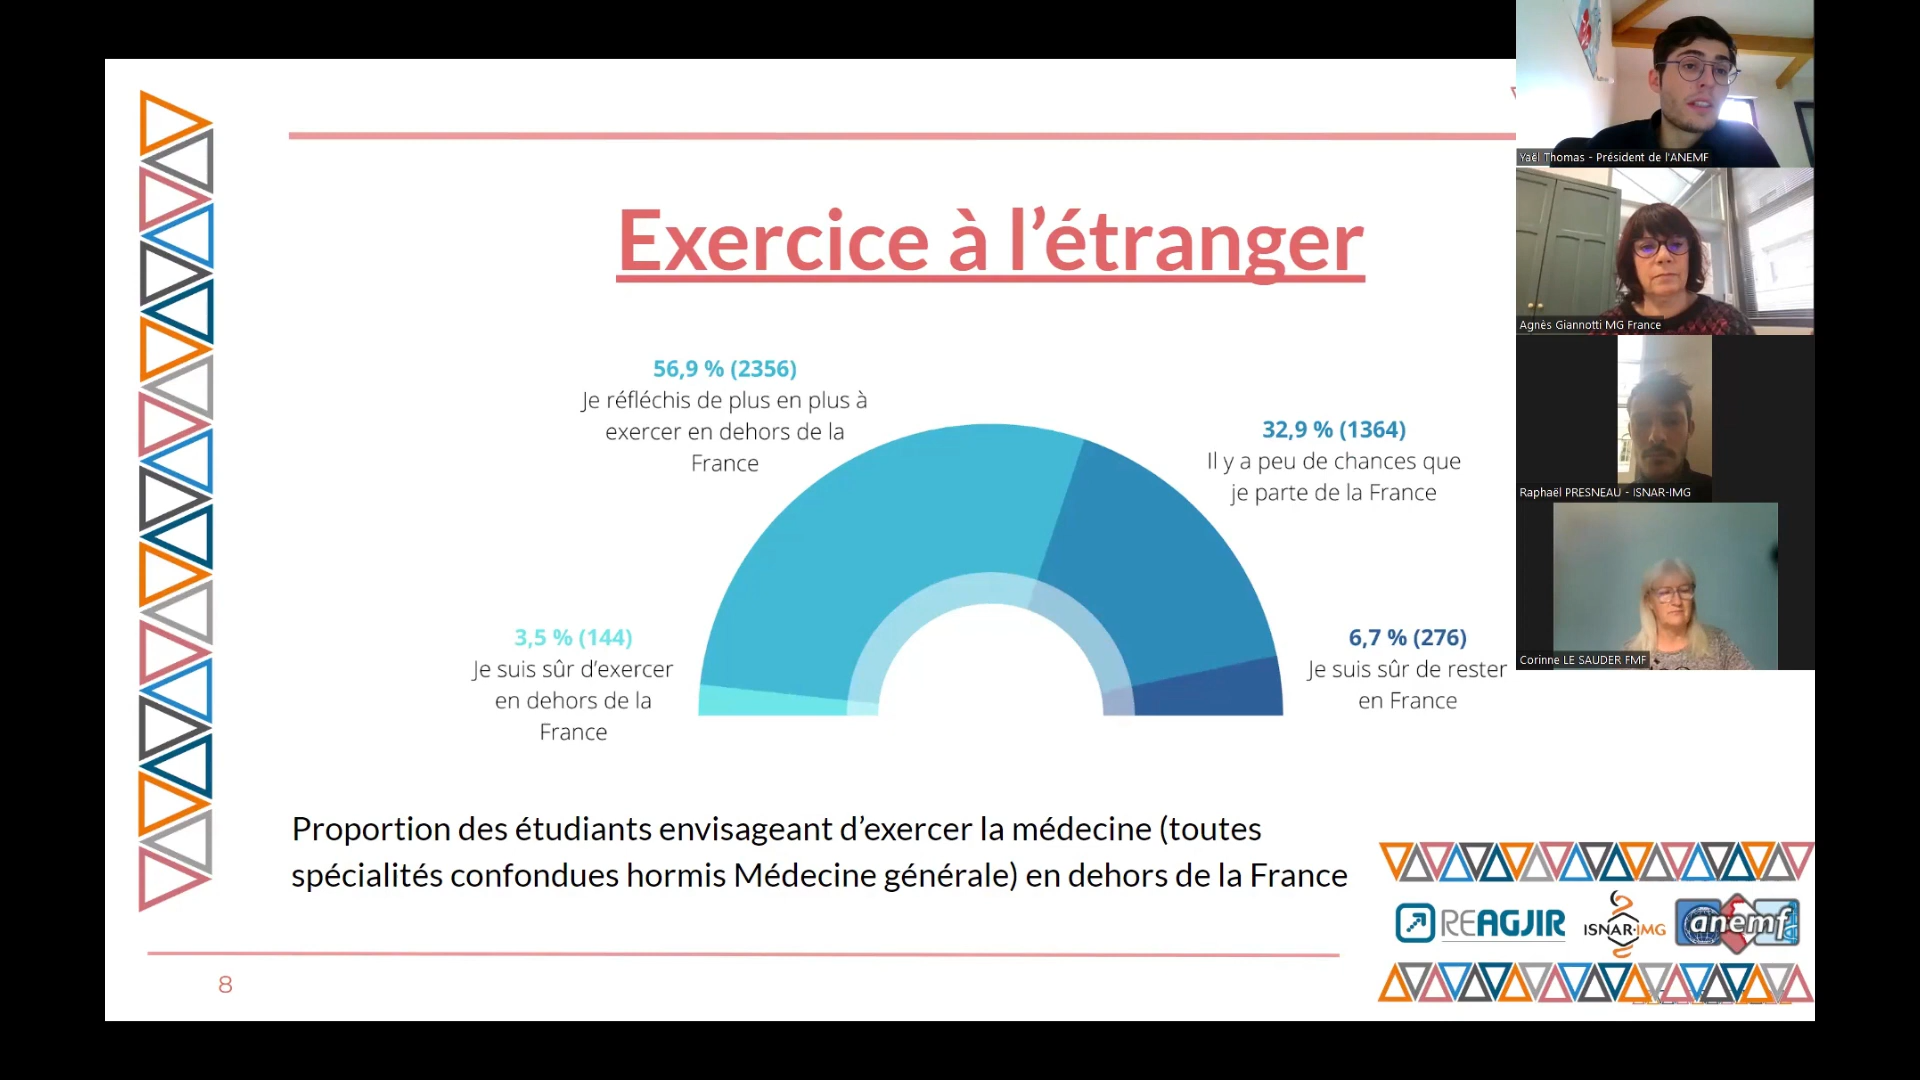 Exercice à l'étranger
56,9 % (2356)
Je réfléchis de plus en plus à
exercer en dehors de la
France
32,9 % (1364)
Il y a peu de chances que
je parte de la France
3,5 % (144)
Je suis sûr d'exercer
en dehors de la
France
6,7 % (276)
Je suis sûr de rester
en France
Proportion des étudiants envisageant d'exercer la médecine (toutes
spécialités confondues hormis Médecine générale) en dehors de la France
8
REAGJIR
ISNAR-IMG
anemf
Yaël Thomas - Président de l'ANEMF
Agnès Giannotti MG France
Raphaël PRESNEAU - ISNAR-IMG
Corinne LE SAUDER FMF